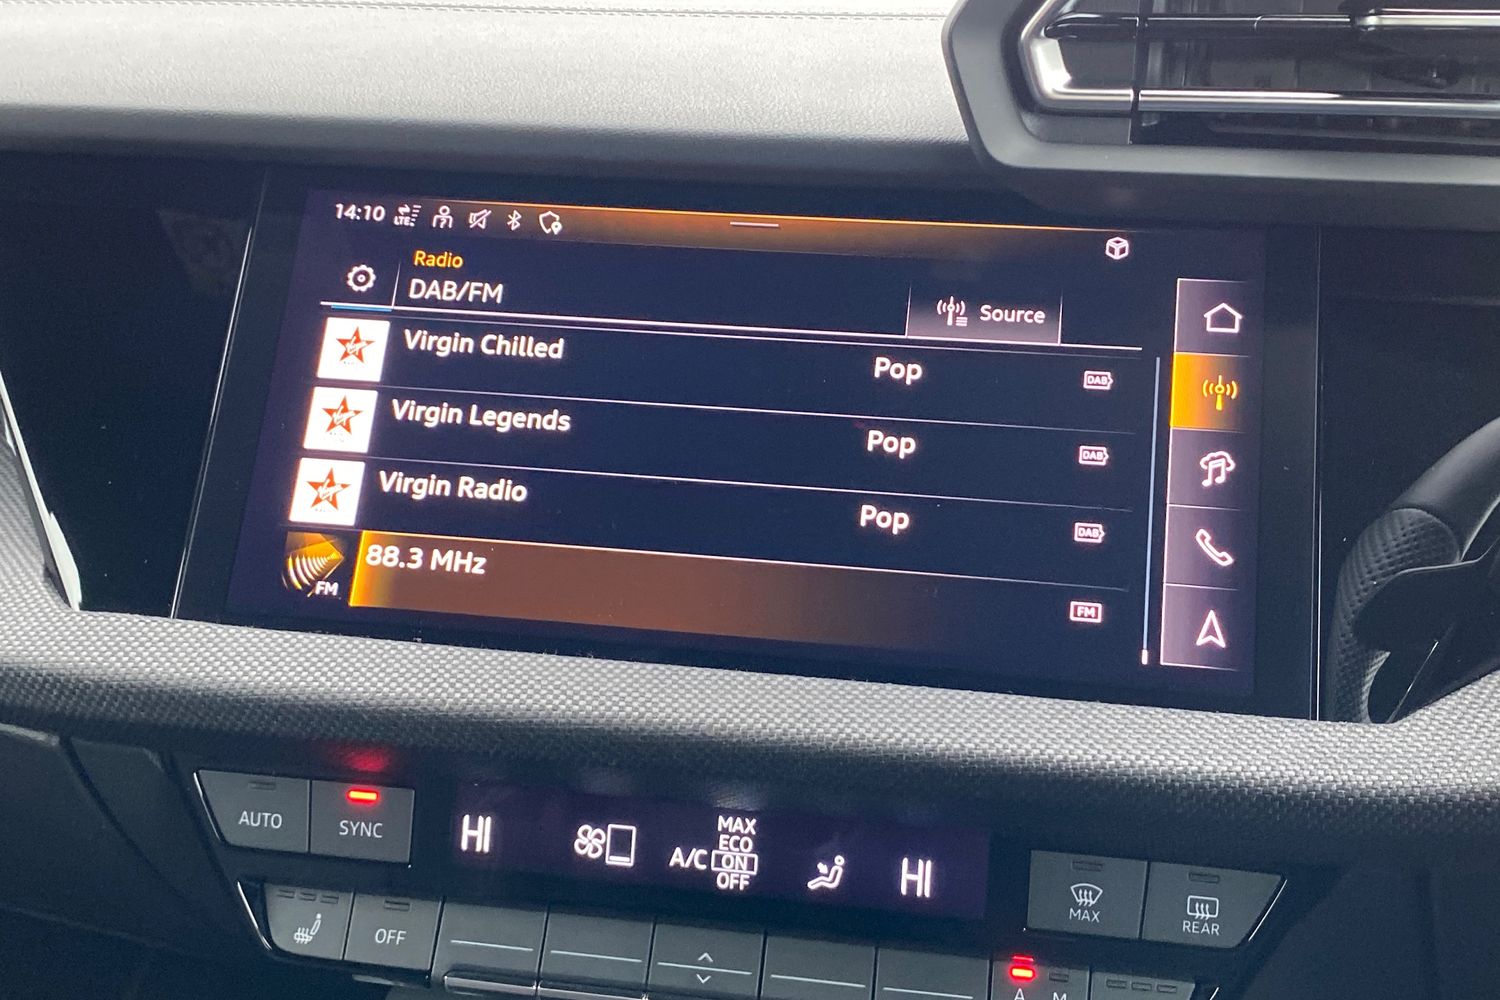 14:10 LTE
Radio
DAB/FM
Source
Virgin Chilled Pop DAB
Virgin Legends Pop DAB
Virgin Radio Pop DAB
88.3 MHz FM
FM
AUTO
SYNC
HI
A/C
MAX
ECO
ON
OFF
HI
MAX
REAR
OFF
A M